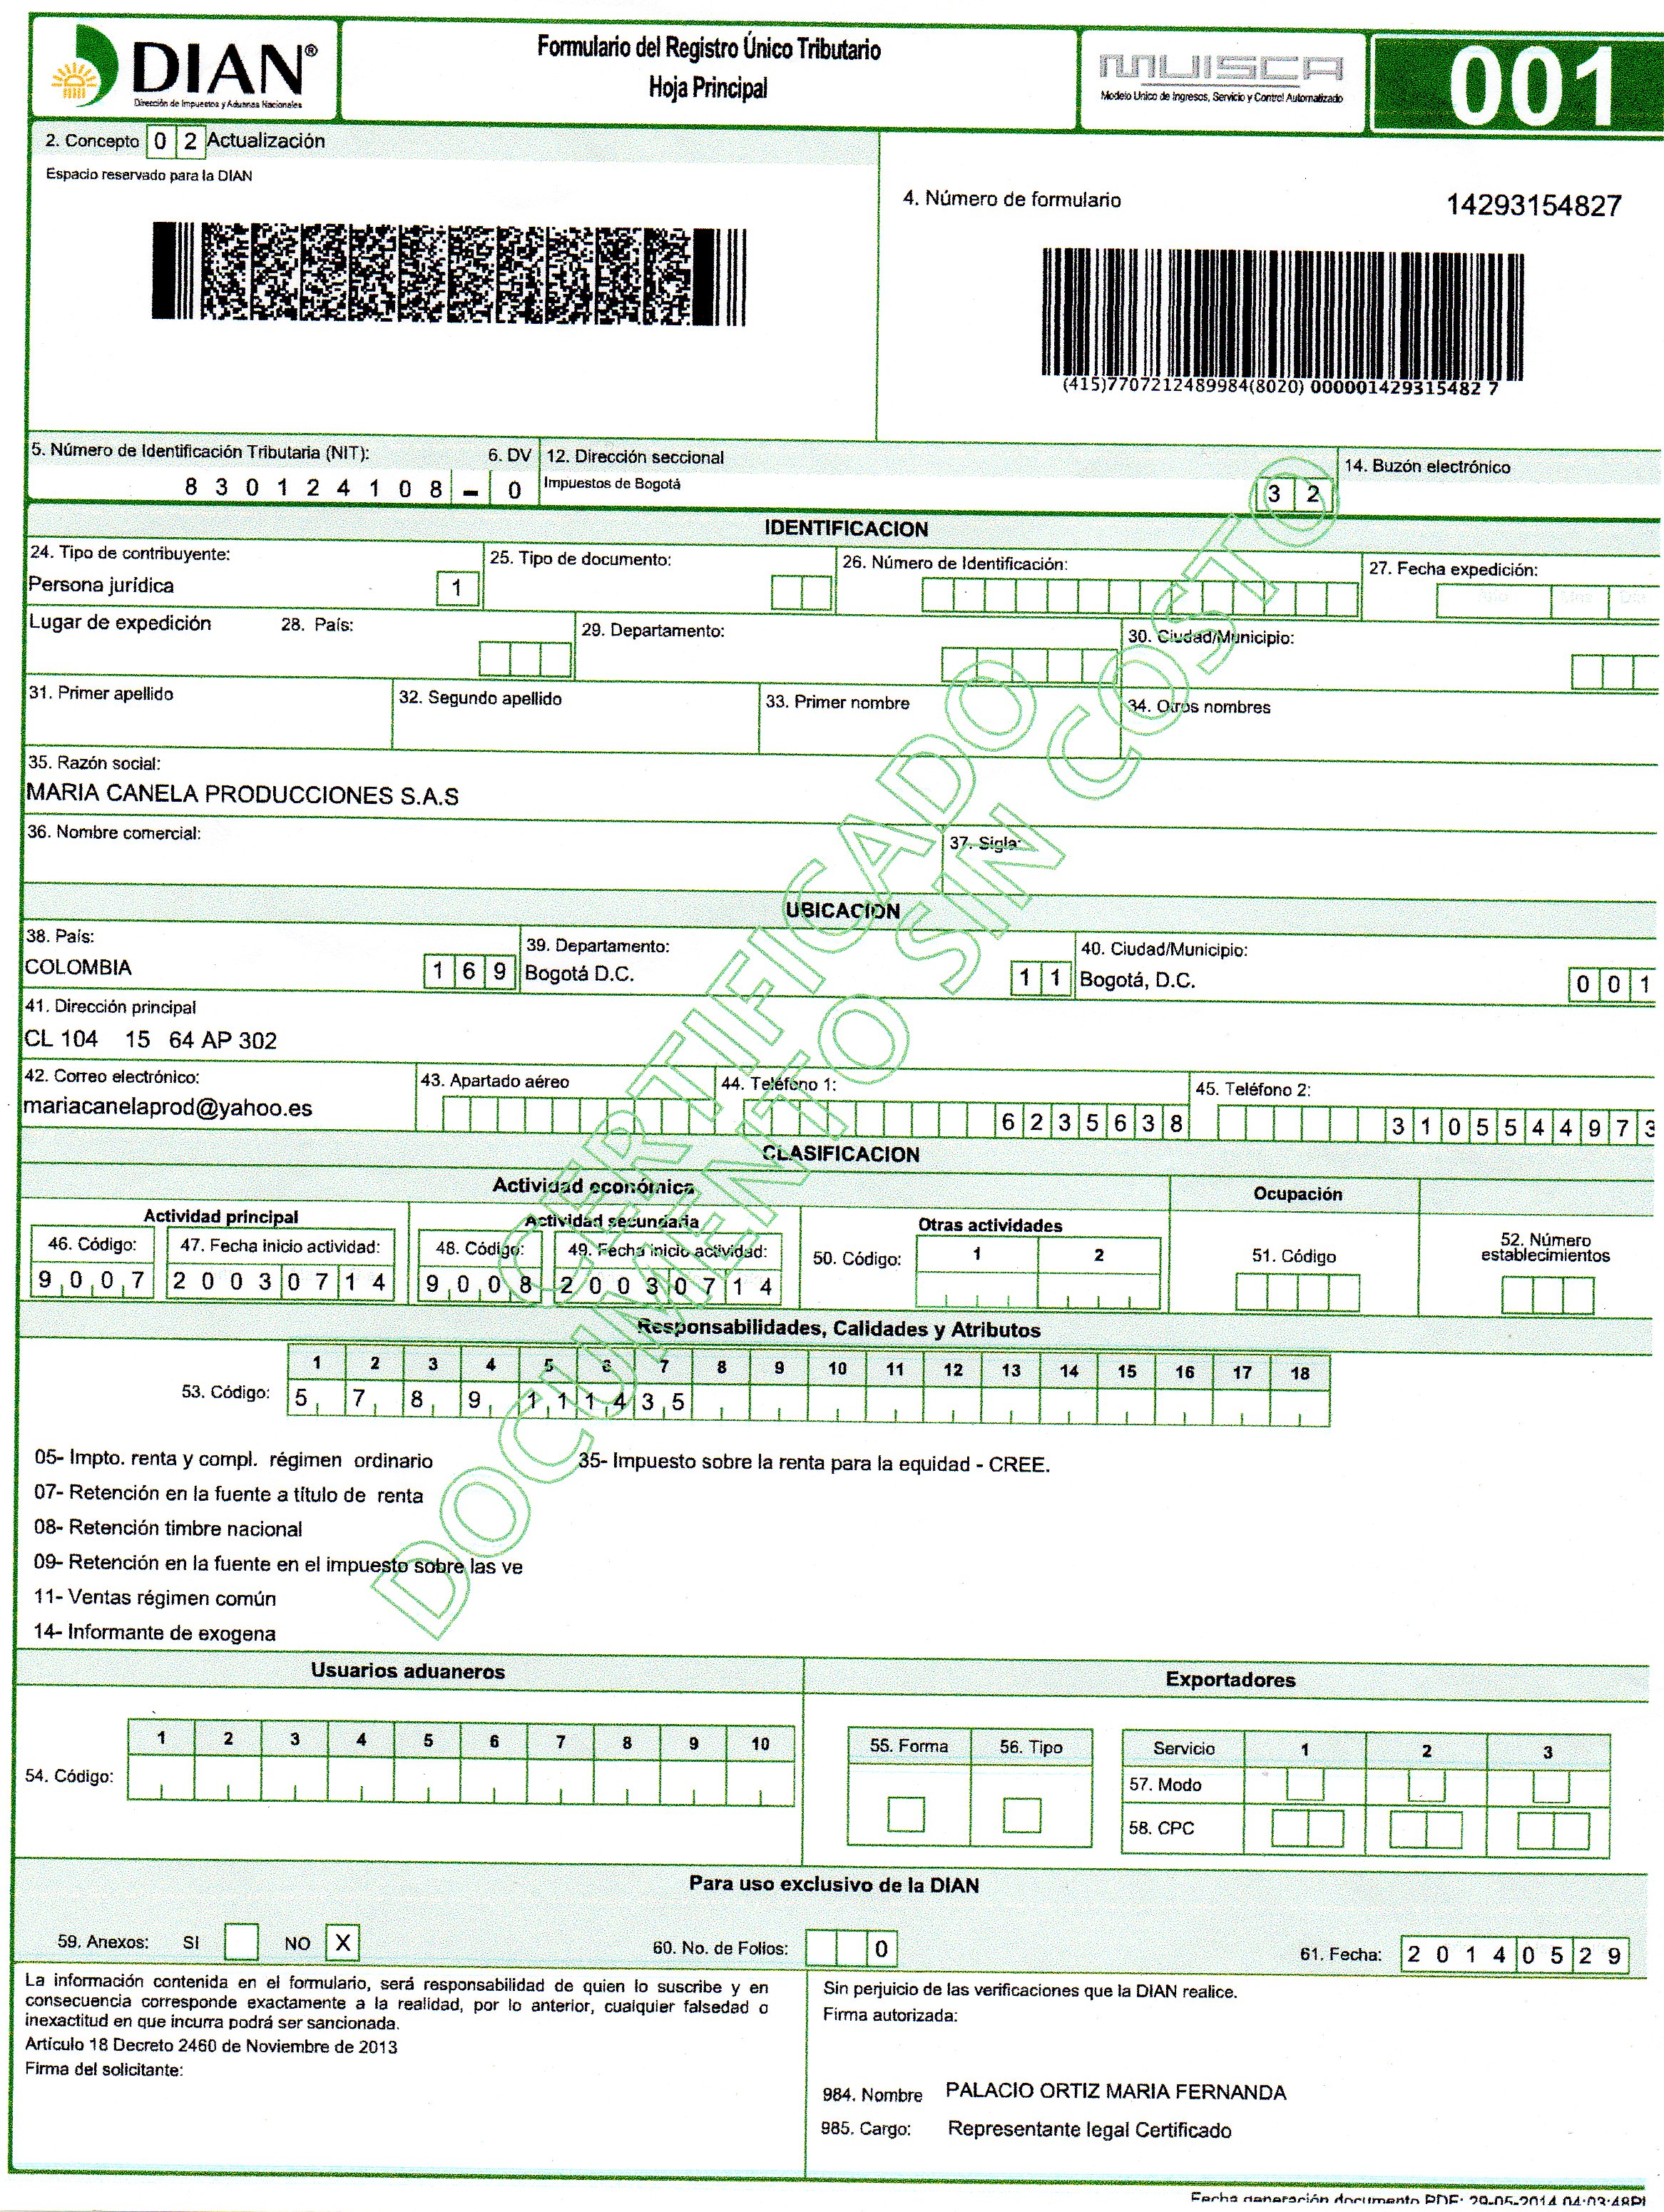 DIAN®
Dirección de Impuestos y Aduanas Nacionales
Formulario del Registro Único Tributario
Hoja Principal
MUISCA
Modelo Unico de Ingresos, Servicio y Control Automatizado
001
2. Concepto 0 2 Actualización
Espacio reservado para la DIAN
4. Número de formulario 14293154827
(415)7707212489984(8020) 000001429315482 7
5. Número de Identificación Tributaria (NIT): 6. DV 12. Dirección seccional 14. Buzón electrónico
8 3 0 1 2 4 1 0 8 - 0 Impuestos de Bogotá 3 2
IDENTIFICACION
24. Tipo de contribuyente: 25. Tipo de documento: 26. Número de Identificación: 27. Fecha expedición:
Persona jurídica 1
Lugar de expedición 28. País: 29. Departamento: 30. Ciudad/Municipio:
31. Primer apellido 32. Segundo apellido 33. Primer nombre 34. Otros nombres
35. Razón social:
MARIA CANELA PRODUCCIONES S.A.S
36. Nombre comercial: 37. Sigla:
UBICACION
38. País: 39. Departamento: 40. Ciudad/Municipio:
COLOMBIA 1 6 9 Bogotá D.C. 1 1 Bogotá, D.C. 0 0 1
41. Dirección principal
CL 104 15 64 AP 302
42. Correo electrónico: 43. Apartado aéreo 44. Teléfono 1: 45. Teléfono 2:
mariacanelaprod@yahoo.es 6 2 3 5 6 3 8 3 1 0 5 5 4 4 9 7 3
CLASIFICACION
Actividad económica Ocupación
Actividad principal Actividad secundaria Otras actividades 52. Número establecimientos
46. Código: 47. Fecha inicio actividad: 48. Código: 49. Fecha inicio actividad: 50. Código: 1 2 51. Código
9 0 0 7 2 0 0 3 0 7 1 4 9 0 0 8 2 0 0 3 0 7 1 4
Responsabilidades, Calidades y Atributos
1 2 3 4 5 6 7 8 9 10 11 12 13 14 15 16 17 18
53. Código: 5 7 8 9 1 1 1 4 3 5
05- Impto. renta y compl. régimen ordinario 35- Impuesto sobre la renta para la equidad - CREE.
07- Retención en la fuente a título de renta
08- Retención timbre nacional
09- Retención en la fuente en el impuesto sobre las ve
11- Ventas régimen común
14- Informante de exogena
CERTIFICADO
DOCUMENTO SIN COSTO
Usuarios aduaneros Exportadores
1 2 3 4 5 6 7 8 9 10 55. Forma 56. Tipo Servicio 1 2 3
54. Código: 57. Modo
58. CPC
Para uso exclusivo de la DIAN
59. Anexos: SI NO X 60. No. de Folios: 0 61. Fecha: 2 0 1 4 0 5 2 9
La información contenida en el formulario, será responsabilidad de quien lo suscribe y en
consecuencia corresponde exactamente a la realidad, por lo anterior, cualquier falsedad o
inexactitud en que incurra podrá ser sancionada.
Artículo 18 Decreto 2460 de Noviembre de 2013
Firma del solicitante:
Sin perjuicio de las verificaciones que la DIAN realice.
Firma autorizada:
984. Nombre PALACIO ORTIZ MARIA FERNANDA
985. Cargo: Representante legal Certificado
Fecha generación documento PDF: 29-05-2014 04:03:48P